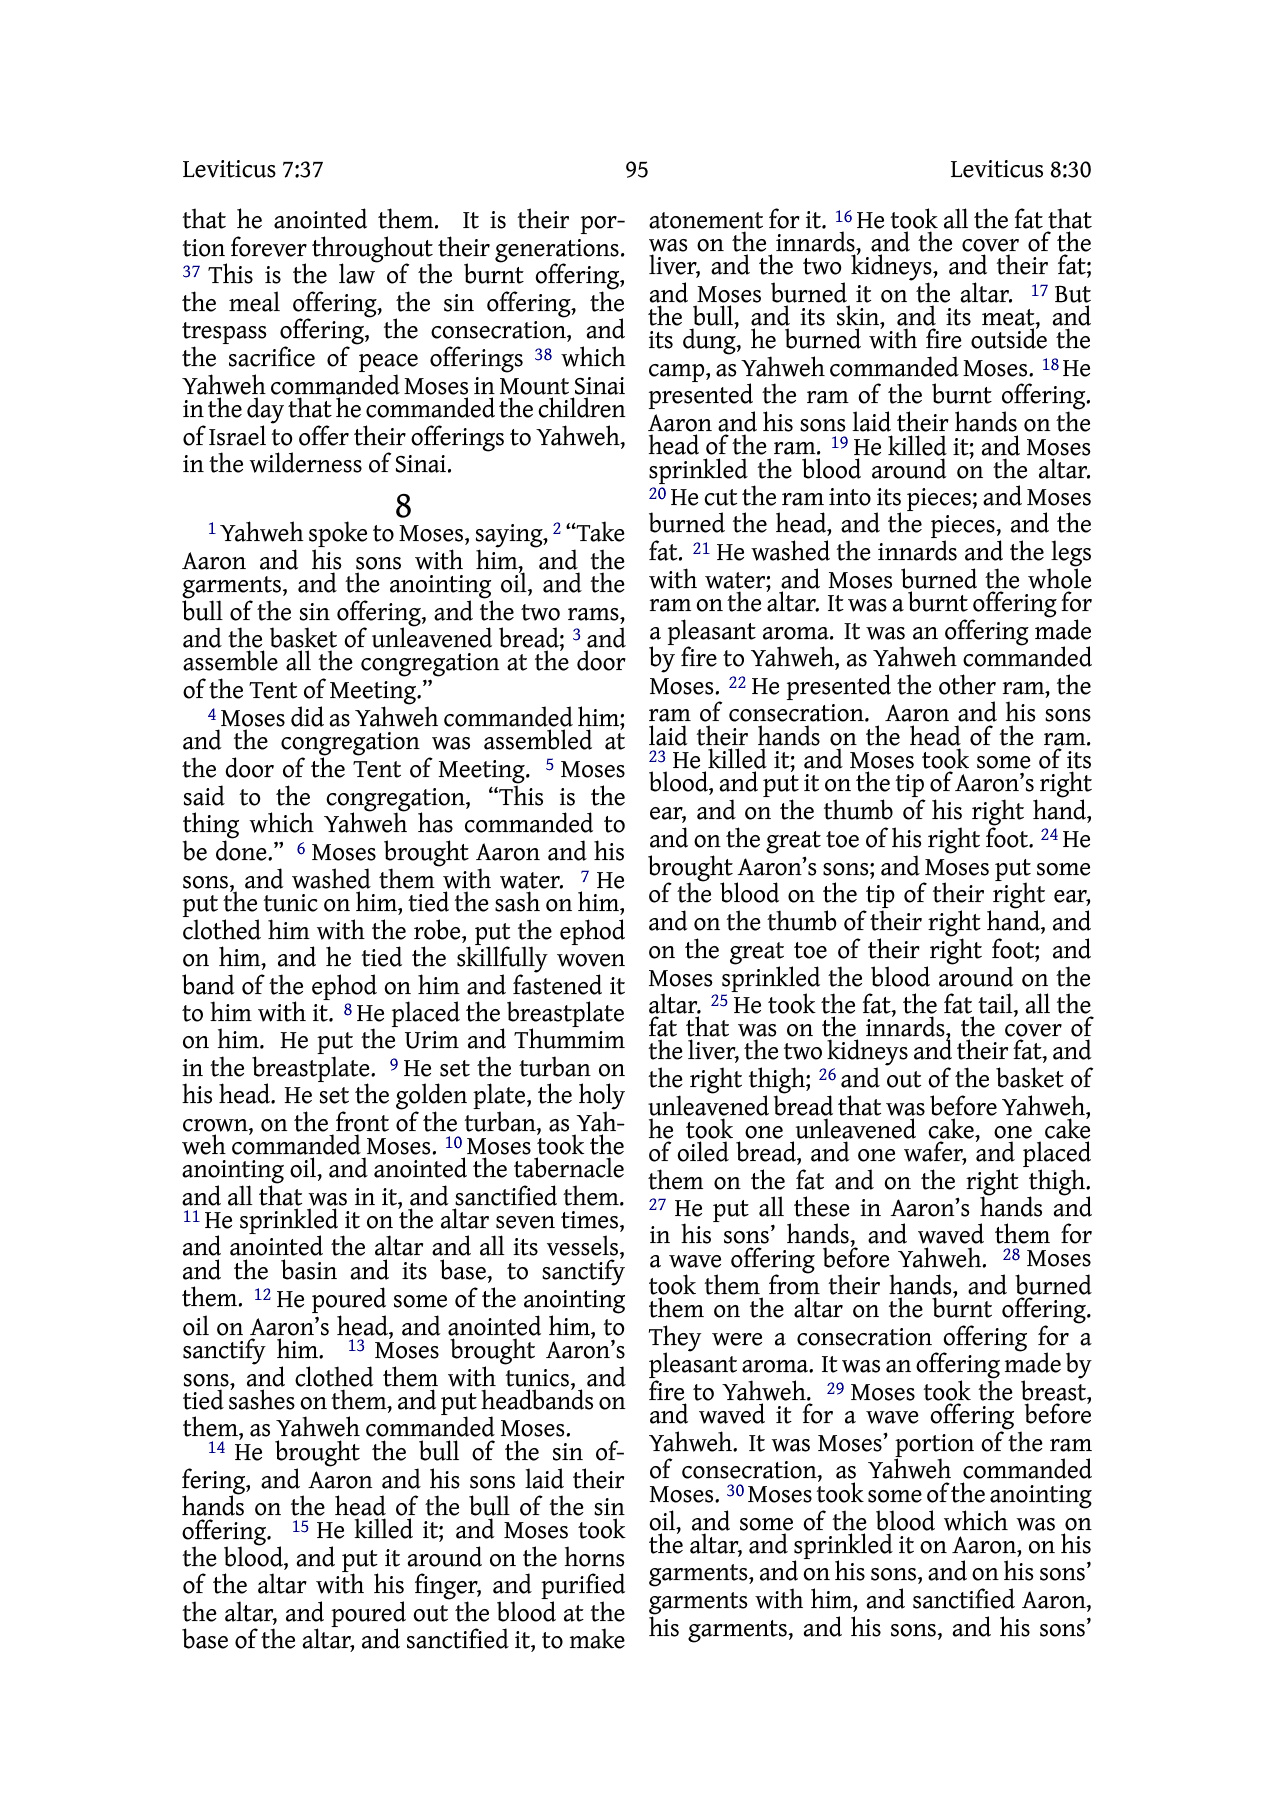 Leviticus 7:37
95
Leviticus 8:30
that he anointed them. It is their por-
tion forever throughout their generations.
37 This is the law of the burnt offering,
the meal offering, the sin offering, the
trespass offering, the consecration, and
the sacrifice of peace offerings 38 which
Yahweh commanded Moses in Mount Sinai
in the day that he commanded the children
of Israel to offer their offerings to Yahweh,
in the wilderness of Sinai.
8
1 Yahweh spoke to Moses, saying, 2 “Take
Aaron and his sons with him, and the
garments, and the anointing oil, and the
bull of the sin offering, and the two rams,
and the basket of unleavened bread; 3 and
assemble all the congregation at the door
of the Tent of Meeting.”
4 Moses did as Yahweh commanded him;
and the congregation was assembled at
the door of the Tent of Meeting. 5 Moses
said to the congregation, “This is the
thing which Yahweh has commanded to
be done.” 6 Moses brought Aaron and his
sons, and washed them with water. 7 He
put the tunic on him, tied the sash on him,
clothed him with the robe, put the ephod
on him, and he tied the skillfully woven
band of the ephod on him and fastened it
to him with it. 8 He placed the breastplate
on him. He put the Urim and Thummim
in the breastplate. 9 He set the turban on
his head. He set the golden plate, the holy
crown, on the front of the turban, as Yah-
weh commanded Moses. 10 Moses took the
anointing oil, and anointed the tabernacle
and all that was in it, and sanctified them.
11 He sprinkled it on the altar seven times,
and anointed the altar and all its vessels,
and the basin and its base, to sanctify
them. 12 He poured some of the anointing
oil on Aaron’s head, and anointed him, to
sanctify him. 13 Moses brought Aaron’s
sons, and clothed them with tunics, and
tied sashes on them, and put headbands on
them, as Yahweh commanded Moses.
14 He brought the bull of the sin of-
fering, and Aaron and his sons laid their
hands on the head of the bull of the sin
offering. 15 He killed it; and Moses took
the blood, and put it around on the horns
of the altar with his finger, and purified
the altar, and poured out the blood at the
base of the altar, and sanctified it, to make
atonement for it. 16 He took all the fat that
was on the innards, and the cover of the
liver, and the two kidneys, and their fat;
and Moses burned it on the altar. 17 But
the bull, and its skin, and its meat, and
its dung, he burned with fire outside the
camp, as Yahweh commanded Moses. 18 He
presented the ram of the burnt offering.
Aaron and his sons laid their hands on the
head of the ram. 19 He killed it; and Moses
sprinkled the blood around on the altar.
20 He cut the ram into its pieces; and Moses
burned the head, and the pieces, and the
fat. 21 He washed the innards and the legs
with water; and Moses burned the whole
ram on the altar. It was a burnt offering for
a pleasant aroma. It was an offering made
by fire to Yahweh, as Yahweh commanded
Moses. 22 He presented the other ram, the
ram of consecration. Aaron and his sons
laid their hands on the head of the ram.
23 He killed it; and Moses took some of its
blood, and put it on the tip of Aaron’s right
ear, and on the thumb of his right hand,
and on the great toe of his right foot. 24 He
brought Aaron’s sons; and Moses put some
of the blood on the tip of their right ear,
and on the thumb of their right hand, and
on the great toe of their right foot; and
Moses sprinkled the blood around on the
altar. 25 He took the fat, the fat tail, all the
fat that was on the innards, the cover of
the liver, the two kidneys and their fat, and
the right thigh; 26 and out of the basket of
unleavened bread that was before Yahweh,
he took one unleavened cake, one cake
of oiled bread, and one wafer, and placed
them on the fat and on the right thigh.
27 He put all these in Aaron’s hands and
in his sons’ hands, and waved them for
a wave offering before Yahweh. 28 Moses
took them from their hands, and burned
them on the altar on the burnt offering.
They were a consecration offering for a
pleasant aroma. It was an offering made by
fire to Yahweh. 29 Moses took the breast,
and waved it for a wave offering before
Yahweh. It was Moses’ portion of the ram
of consecration, as Yahweh commanded
Moses. 30 Moses took some of the anointing
oil, and some of the blood which was on
the altar, and sprinkled it on Aaron, on his
garments, and on his sons, and on his sons’
garments with him, and sanctified Aaron,
his garments, and his sons, and his sons’